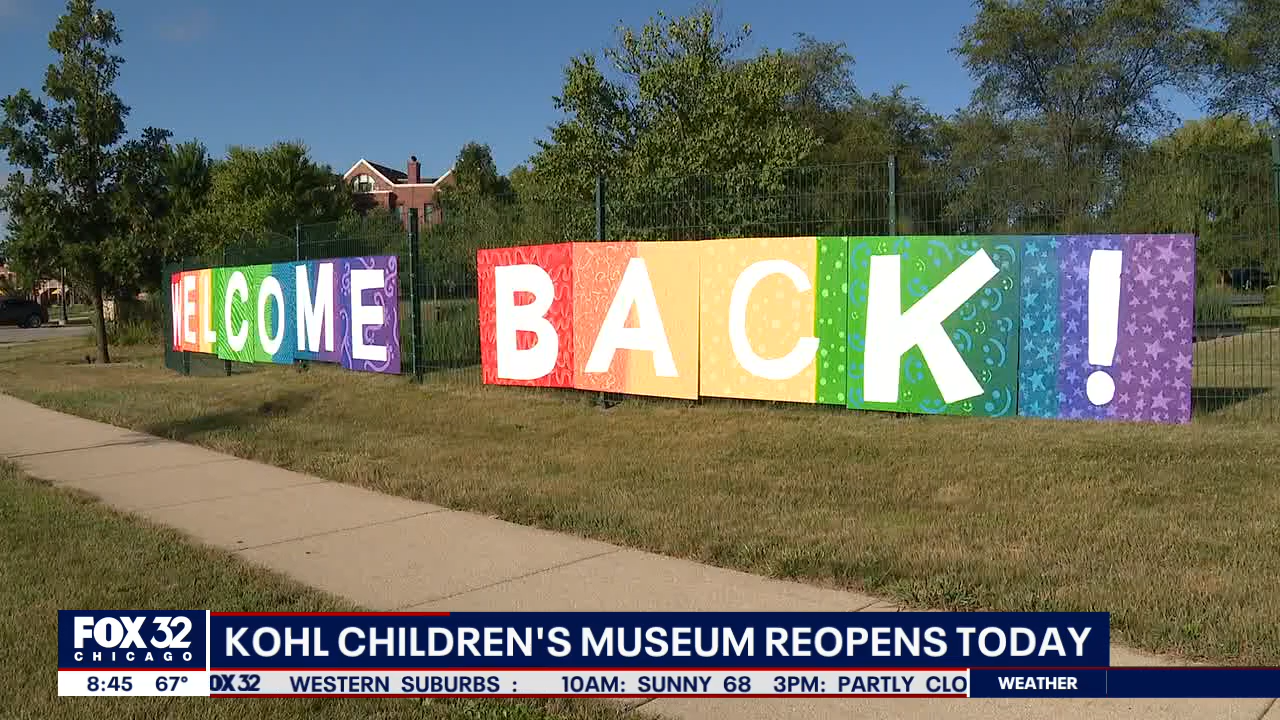 WELCOME BACK!
FOX 32
CHICAGO
KOHL CHILDREN'S MUSEUM REOPENS TODAY
8:45 67°
FOX 32 WESTERN SUBURBS : 10AM: SUNNY 68 3PM: PARTLY CLO
WEATHER